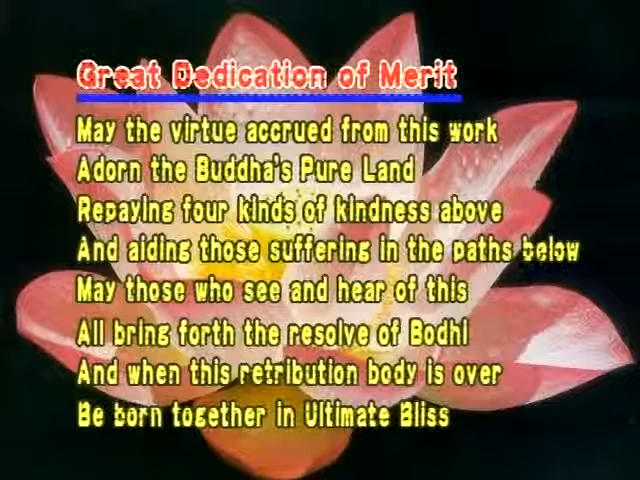 Great Dedication of Merit
May the virtue accrued from this work
Adorn the Buddha's Pure Land
Repaying four kinds of kindness above
And aiding those suffering in the paths below
May those who see and hear of this
All bring forth the resolve of Bodhi
And when this retribution body is over
Be born together in Ultimate Bliss